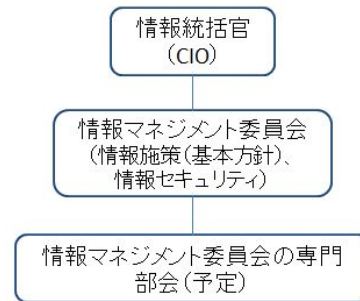 情報統括官
(CIO)
情報マネジメント委員会
(情報施策(基本方針)、
情報セキュリティ)
情報マネジメント委員会の専門
部会(予定)